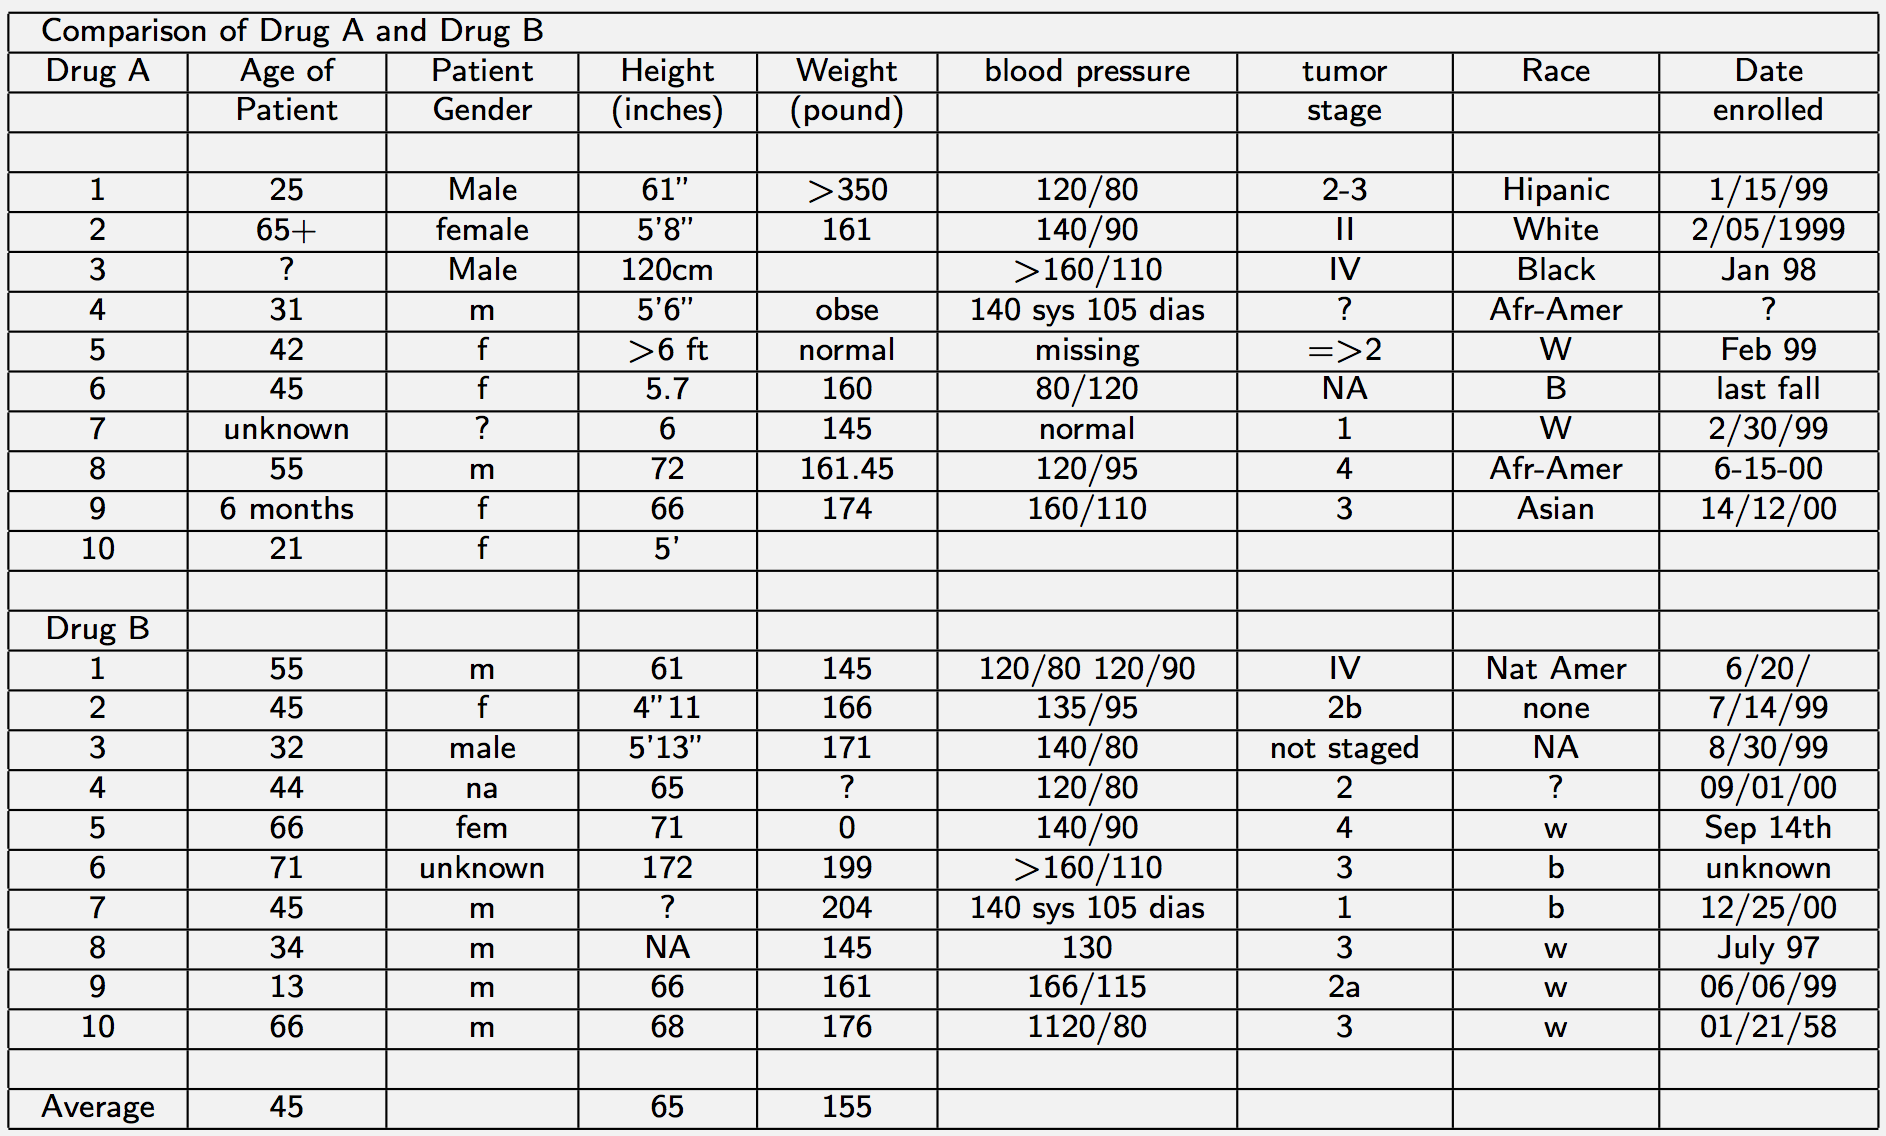 Comparison of Drug A and Drug B
Drug A Age of Patient Height Weight blood pressure tumor Race Date
Patient Gender (inches) (pound) stage enrolled
1 25 Male 61” >350 120/80 2-3 Hipanic 1/15/99
2 65+ female 5’8” 161 140/90 II White 2/05/1999
3 ? Male 120cm >160/110 IV Black Jan 98
4 31 m 5’6” obse 140 sys 105 dias ? Afr-Amer ?
5 42 f >6 ft normal missing =>2 W Feb 99
6 45 f 5.7 160 80/120 NA B last fall
7 unknown ? 6 145 normal 1 W 2/30/99
8 55 m 72 161.45 120/95 4 Afr-Amer 6-15-00
9 6 months f 66 174 160/110 3 Asian 14/12/00
10 21 f 5’
Drug B
1 55 m 61 145 120/80 120/90 IV Nat Amer 6/20/
2 45 f 4”11 166 135/95 2b none 7/14/99
3 32 male 5’13” 171 140/80 not staged NA 8/30/99
4 44 na 65 ? 120/80 2 ? 09/01/00
5 66 fem 71 0 140/90 4 w Sep 14th
6 71 unknown 172 199 >160/110 3 b unknown
7 45 m ? 204 140 sys 105 dias 1 b 12/25/00
8 34 m NA 145 130 3 w July 97
9 13 m 66 161 166/115 2a w 06/06/99
10 66 m 68 176 1120/80 3 w 01/21/58
Average 45 65 155